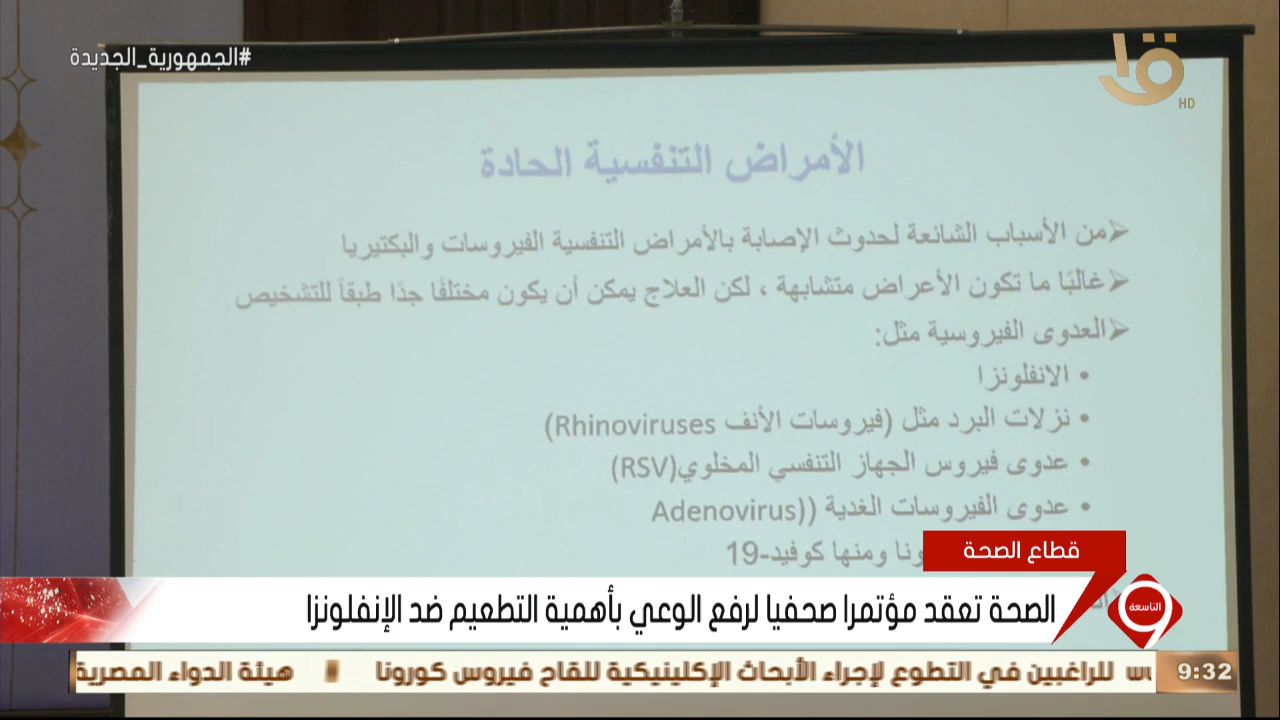 #الجمهورية_الجديدة
HD
الأمراض التنفسية الحادة
من الأسباب الشائعة لحدوث الإصابة بالأمراض التنفسية الفيروسات والبكتيريا
غالبًا ما تكون الأعراض متشابهة ، لكن العلاج يمكن أن يكون مختلفًا جدًا طبقاً للتشخيص
العدوى الفيروسية مثل:
• الانفلونزا
• نزلات البرد مثل (فيروسات الأنف Rhinoviruses)
• عدوى فيروس الجهاز التنفسي المخلوي(RSV)
• عدوى الفيروسات الغدية ((Adenovirus
ومنها كوفيد-19
قطاع الصحة
الصحة تعقد مؤتمرا صحفيا لرفع الوعي بأهمية التطعيم ضد الإنفلونزا
التاسعة
9:32
للراغبين في التطوع لإجراء الأبحاث الإكلينيكية للقاح فيروس كورونا
هيئة الدواء المصرية